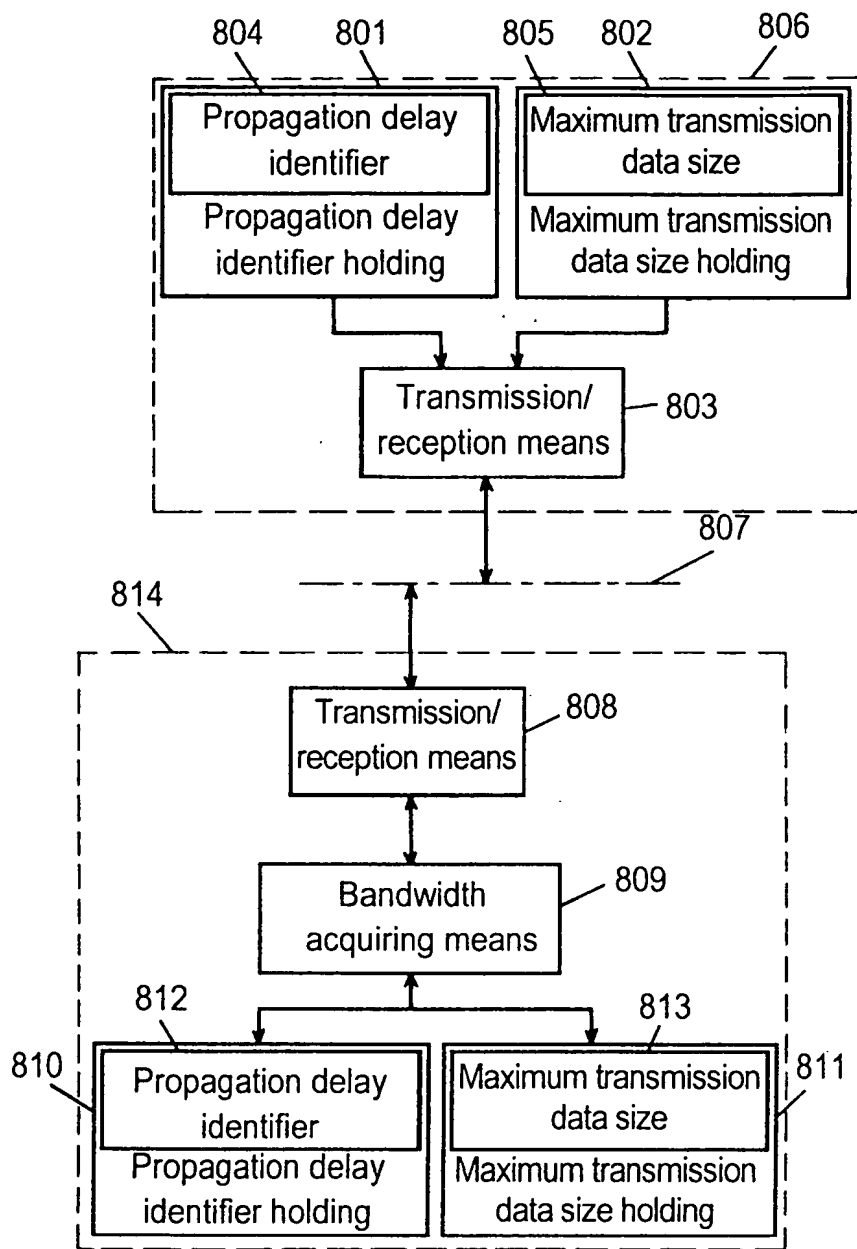 804 801 805 802 806
Propagation delay
identifier
Propagation delay
identifier holding
Maximum transmission
data size
Maximum transmission
data size holding
Transmission/
reception means
803
807
814
Transmission/
reception means
808
Bandwidth
acquiring means
809
812
813
810
Propagation delay
identifier
Propagation delay
identifier holding
Maximum transmission
data size
Maximum transmission
data size holding
811